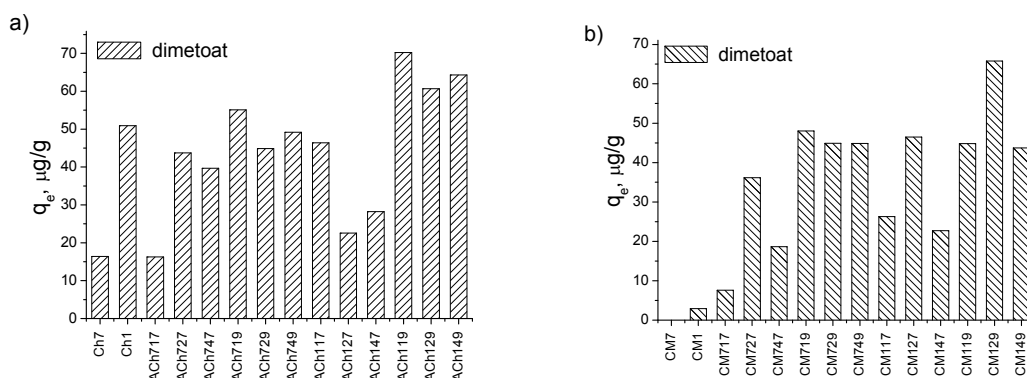 a)
dimetoat
qe, µg/g
70
60
50
40
30
20
10
0
Ch7
Ch1
ACh717
ACh727
ACh747
ACh719
ACh729
ACh749
ACh117
ACh127
ACh147
ACh119
ACh129
ACh149
b)
dimetoat
qe, µg/g
70
60
50
40
30
20
10
0
CM7
CM1
CM717
CM727
CM747
CM719
CM729
CM749
CM117
CM127
CM147
CM119
CM129
CM149